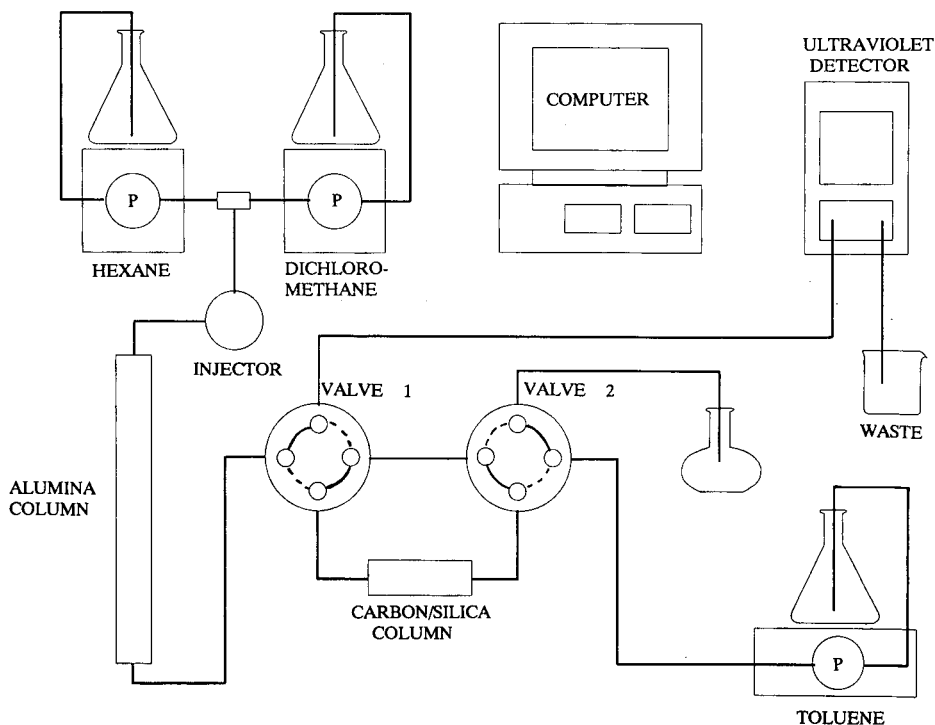 ULTRAVIOLET
DETECTOR
COMPUTER
P
P
HEXANE
DICHLORO-
METHANE
INJECTOR
VALVE 1
VALVE 2
WASTE
ALUMINA
COLUMN
CARBON/SILICA
COLUMN
P
TOLUENE